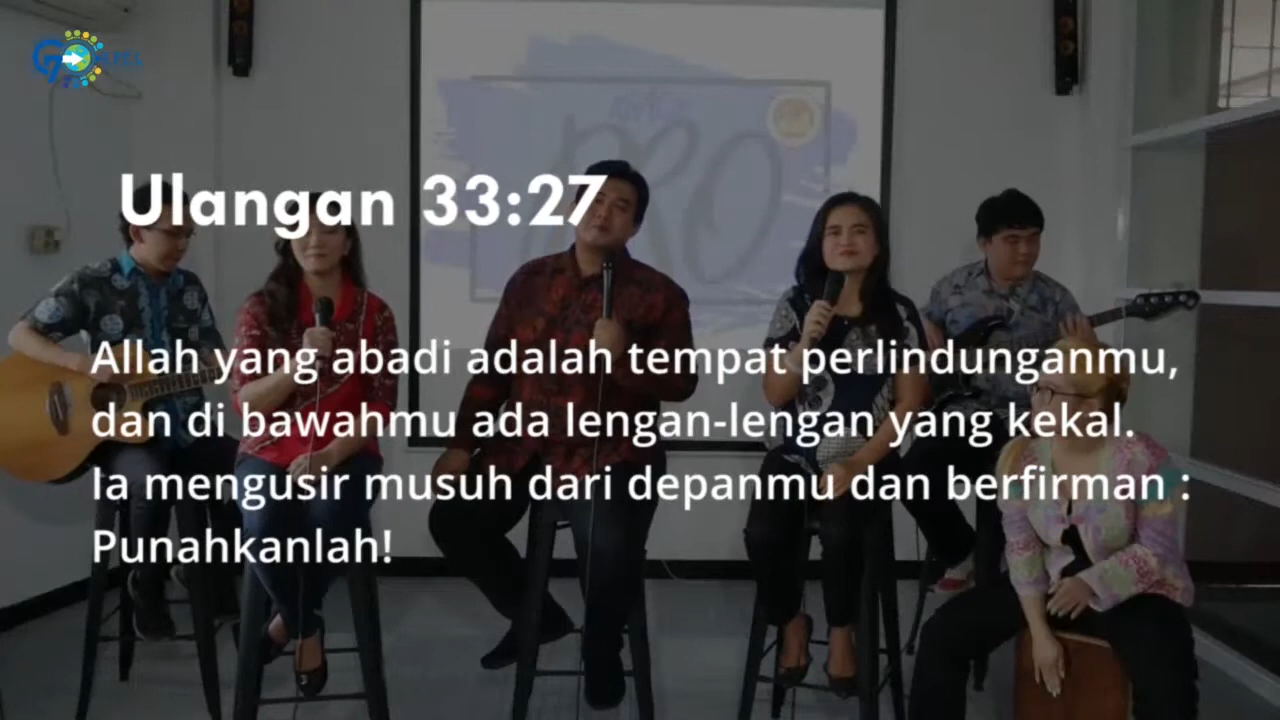 Ulangan 33:27
Allah yang abadi adalah tempat perlindunganmu,
dan di bawahmu ada lengan-lengan yang kekal.
Ia mengusir musuh dari depanmu dan berfirman :
Punahkanlah!